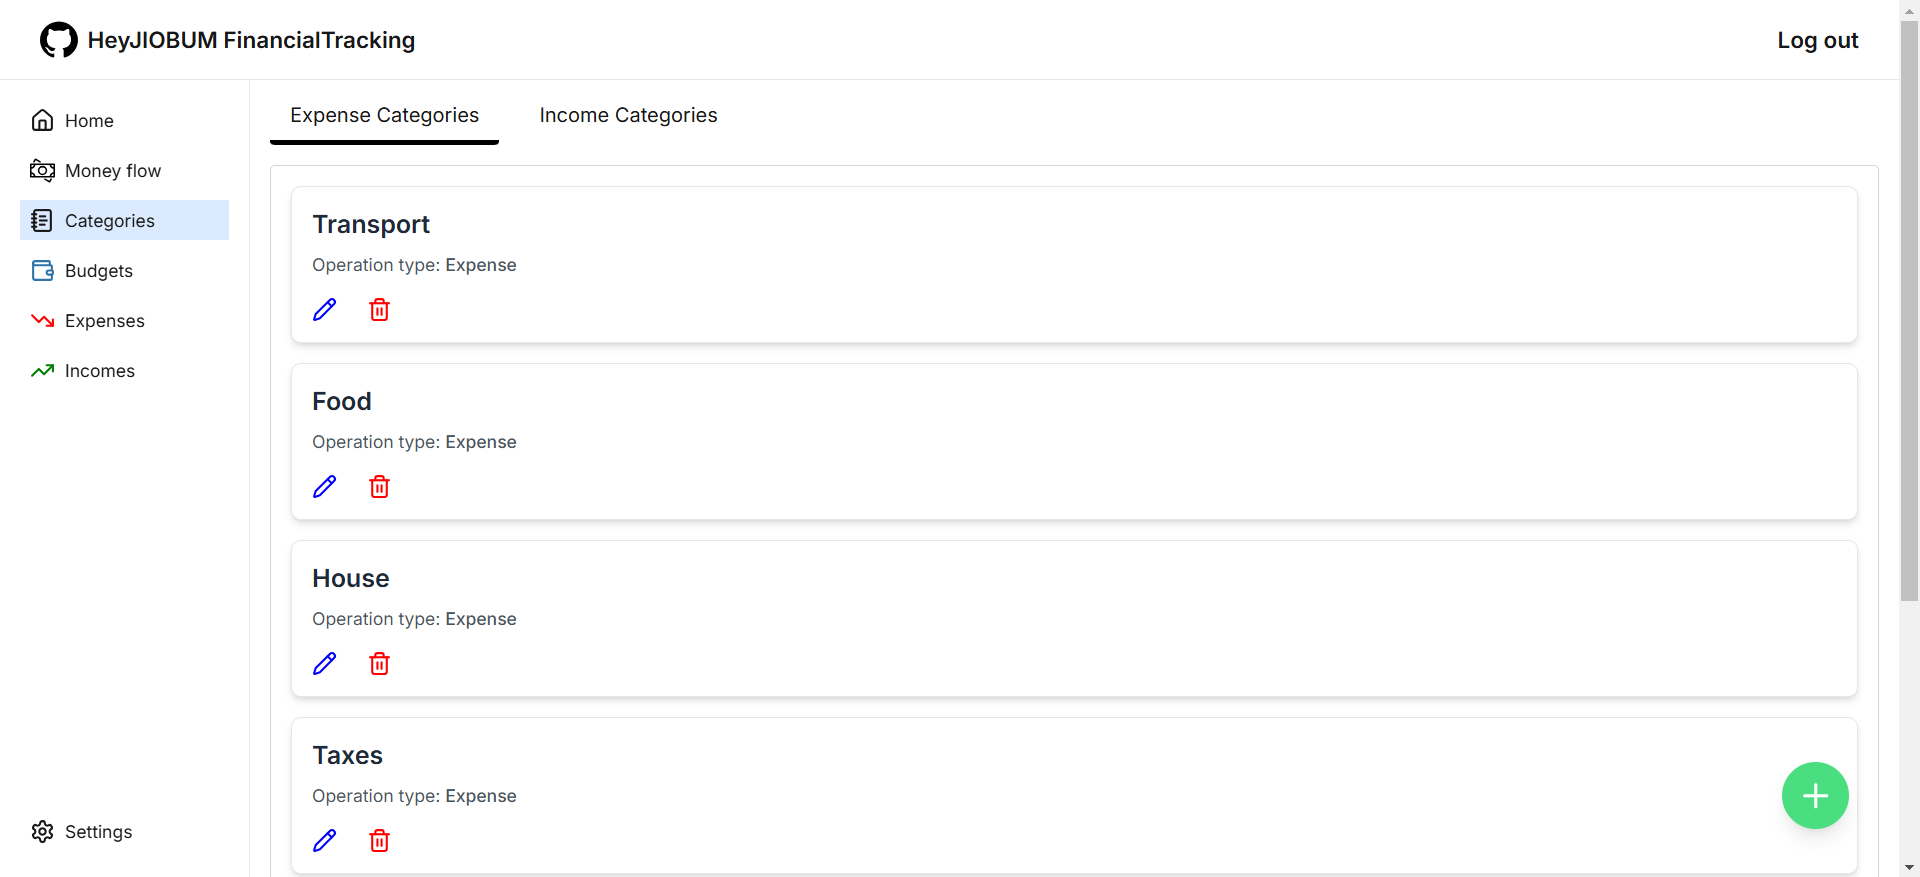 HeyJIOBUM FinancialTracking
Log out
Home
Money flow
Categories
Budgets
Expenses
Incomes
Settings
Expense Categories
Income Categories
Transport
Operation type: Expense
Food
Operation type: Expense
House
Operation type: Expense
Taxes
Operation type: Expense